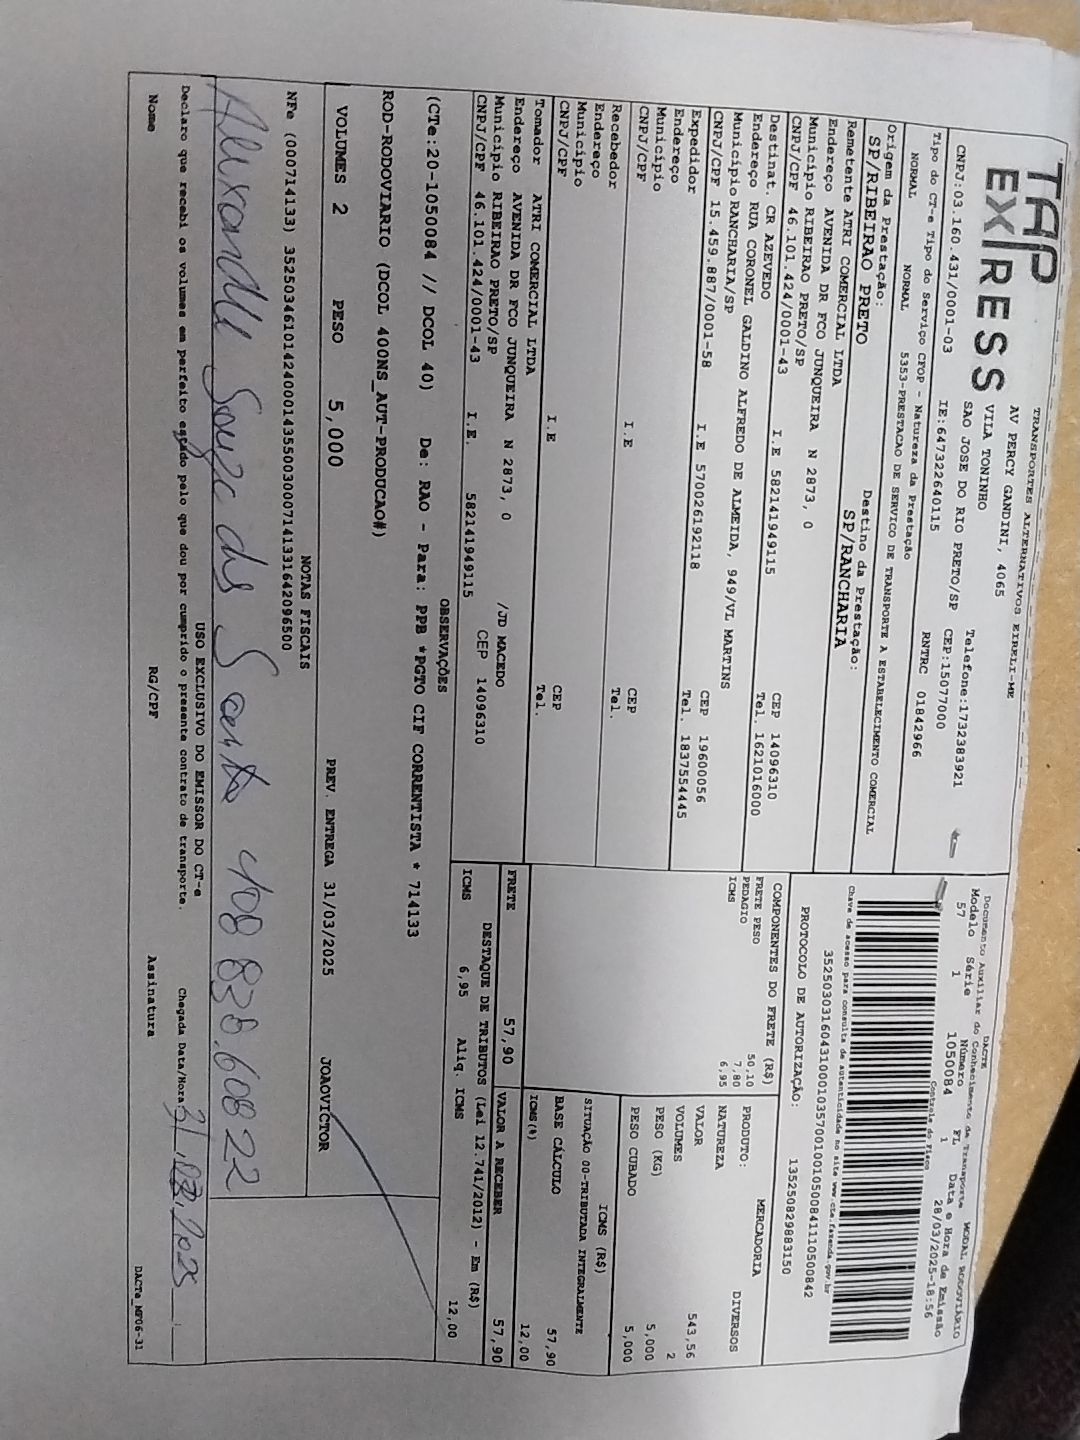 TAP
EXPRESS
TRANSPORTES ALTERNATIVOS EIRELI-ME
AV PERCY GANDINI, 4065
VILA TONINHO
SAO JOSE DO RIO PRETO/SP Telefone:1732383921
CNPJ:03.160.431/0001-03 IE:647322640115 CEP:15077000
RNTRC 01842966
Tipo do CT-e Tipo do Serviço CFOP - Natureza da Prestação
NORMAL NORMAL 5353-PRESTACAO DE SERVICO DE TRANSPORTE A ESTABELECIMENTO COMERCIAL
Origem da Prestação: Destino da Prestação:
SP/RIBEIRAO PRETO SP/RANCHARIA
Remetente ATRI COMERCIAL LTDA
Endereço AVENIDA DR FCO JUNQUEIRA N 2873, 0
Município RIBEIRAO PRETO/SP CEP 14096310
CNPJ/CPF 46.101.424/0001-43 I.E 582141949115 Tel. 1621016000
Destinat. CR AZEVEDO
Endereço RUA CORONEL GALDINO ALFREDO DE ALMEIDA, 949/VL MARTINS
Município RANCHARIA/SP CEP 19600056
CNPJ/CPF 15.459.887/0001-58 I.E 570026192118 Tel. 1837554445
Expedidor
Endereço
Município CEP
CNPJ/CPF I.E Tel.
Recebedor
Endereço
Município CEP
CNPJ/CPF I.E Tel.
Tomador ATRI COMERCIAL LTDA
Endereço AVENIDA DR FCO JUNQUEIRA N 2873, 0 /JD MACEDO
Município RIBEIRAO PRETO/SP CEP 14096310
CNPJ/CPF 46.101.424/0001-43 I.E. 582141949115
DACTE MODAL RODOVIÁRIO
Documento Auxiliar do Conhecimento de Transporte
Modelo Série Número FL Data e Hora de Emissão
57 1 1050084 1 28/03/2025-18:56
Controle do Fisco
Chave de acesso para consulta de autenticidade no site www.cte.fazenda.gov.br
35250303160431000103570010010500841110500842
PROTOCOLO DE AUTORIZAÇÃO: 135250829883150
COMPONENTES DO FRETE (R$)
FRETE PESO 50,10
PEDAGIO 7,80
ICMS 6,95
MERCADORIA
PRODUTO: DIVERSOS
NATUREZA
VALOR 543,56
VOLUMES 2
PESO (KG) 5,000
PESO CUBADO 5,000
ICMS (R$)
SITUAÇÃO 00-TRIBUTADA INTEGRALMENTE
BASE CÁLCULO 57,90
ICMS(%) 12,00
FRETE 57,90 VALOR A RECEBER 57,90
DESTAQUE DE TRIBUTOS (Lei 12.741/2012) - Em (R$)
ICMS 6,95 Aliq. ICMS 12,00
OBSERVAÇÕES
(CTe:20-1050084 // DCOL 40) De: RAO - Para: PPB *PGTO CIF CORRENTISTA * 714133
ROD-RODOVIARIO (DCOL 400NS_AUT-PRODUCAO#)
VOLUMES 2 PESO 5,000 PREV. ENTREGA 31/03/2025 JOAOVICTOR
NOTAS FISCAIS
NFe (000714133) 35250346101424000143550030007141331642096500
Alexandre Souza de Santo 408 838.608 22
USO EXCLUSIVO DO EMISSOR DO CT-e
Declaro que recebi os volumes em perfeito estado pelo que dou por cumprido o presente contrato de transporte. Chegada Data/Hora 31/03/2025
Nome RG/CPF Assinatura
DACTe_MP06-31